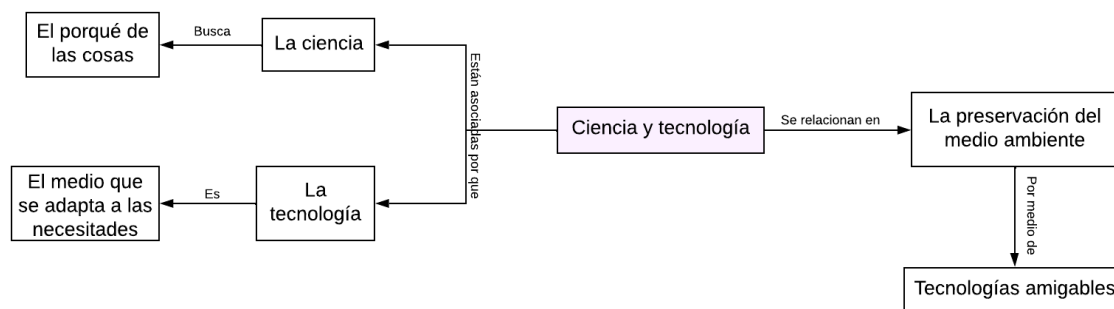 El porqué de
las cosas
Busca
La ciencia
Están asociadas por que
Ciencia y tecnología
Se relacionan en
La preservación del
medio ambiente
El medio que
se adapta a las
necesitades
Es
La
tecnología
Por medio de
Tecnologías amigables